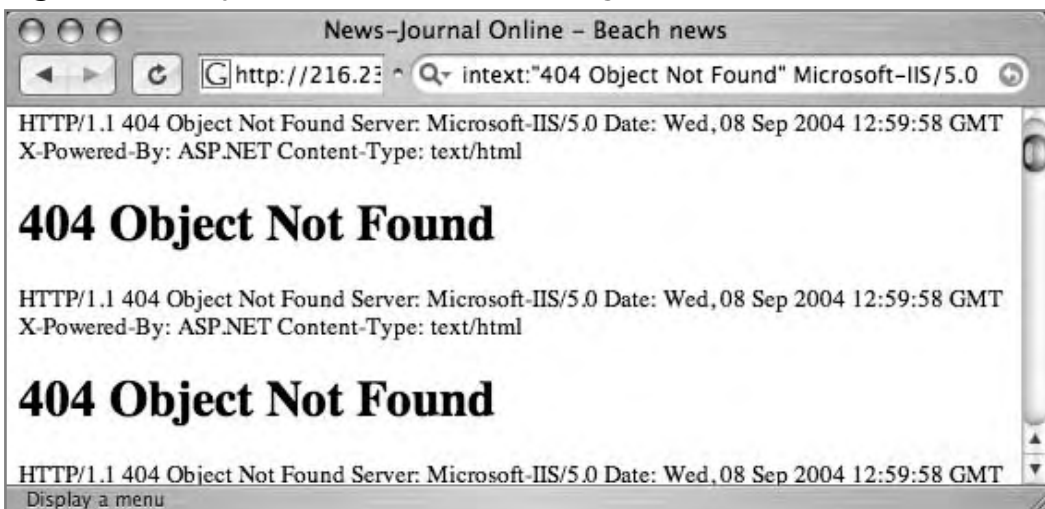 News-Journal Online – Beach news
http://216.23 intext:"404 Object Not Found" Microsoft-IIS/5.0
HTTP/1.1 404 Object Not Found Server: Microsoft-IIS/5.0 Date: Wed, 08 Sep 2004 12:59:58 GMT
X-Powered-By: ASP.NET Content-Type: text/html
404 Object Not Found
HTTP/1.1 404 Object Not Found Server: Microsoft-IIS/5.0 Date: Wed, 08 Sep 2004 12:59:58 GMT
X-Powered-By: ASP.NET Content-Type: text/html
404 Object Not Found
HTTP/1.1 404 Object Not Found Server: Microsoft-IIS/5.0 Date: Wed, 08 Sep 2004 12:59:58 GMT
Display a menu